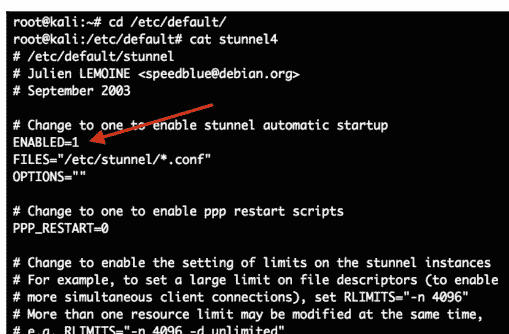 root@kali:~# cd /etc/default/
root@kali:/etc/default# cat stunnel4
# /etc/default/stunnel
# Julien LEMOINE <speedblue@debian.org>
# September 2003
# Change to one to enable stunnel automatic startup
ENABLED=1
FILES="/etc/stunnel/*.conf"
OPTIONS=""
# Change to one to enable ppp restart scripts
PPP_RESTART=0
# Change to enable the setting of limits on the stunnel instances
# For example, to set a large limit on file descriptors (to enable
# more simultaneous client connections), set RLIMITS="-n 4096"
# More than one resource limit may be modified at the same time,
# e.g. RLIMITS="-n 4096 -d unlimited"